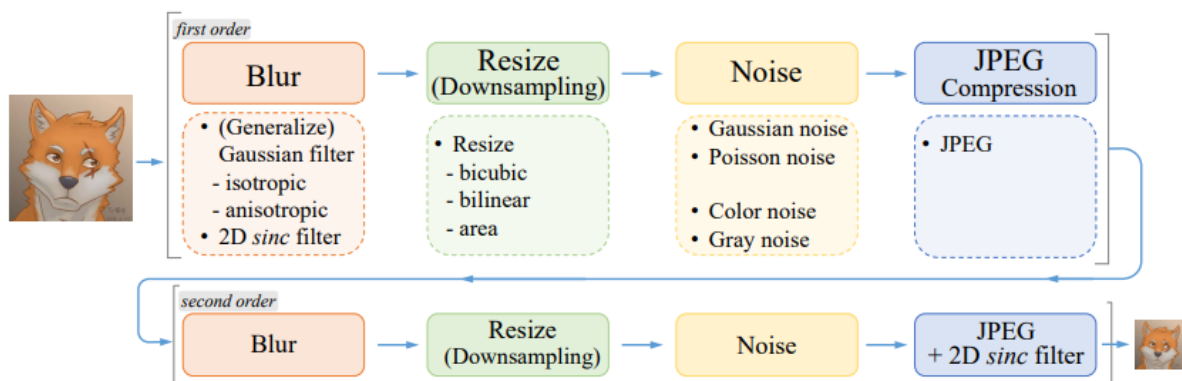 first order
Blur
Resize
(Downsampling)
Noise
JPEG
Compression
• (Generalize)
Gaussian filter
- isotropic
- anisotropic
• 2D sinc filter
• Resize
- bicubic
- bilinear
- area
• Gaussian noise
• Poisson noise
• Color noise
• Gray noise
• JPEG
second order
Blur
Resize
(Downsampling)
Noise
JPEG
+ 2D sinc filter